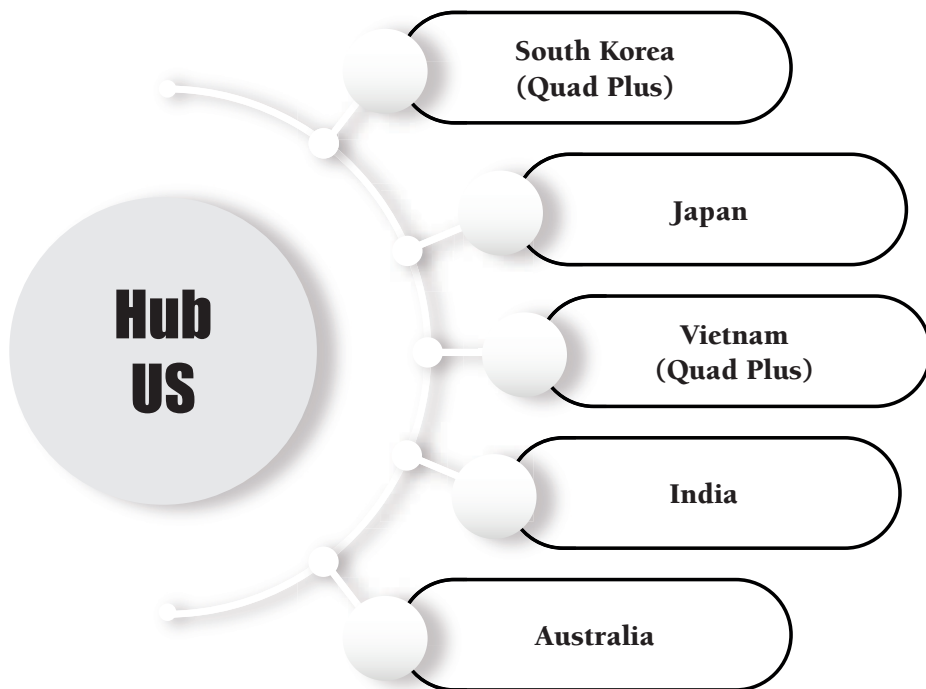 Hub
US
South Korea
(Quad Plus)
Japan
Vietnam
(Quad Plus)
India
Australia